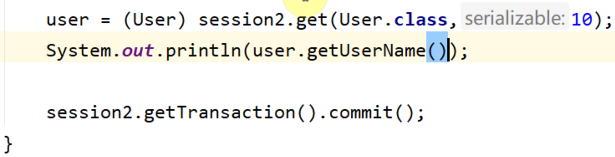 user = (User) session2.get(User.class, serializable: 10);
System.out.println(user.getUserName());
session2.getTransaction().commit();
}